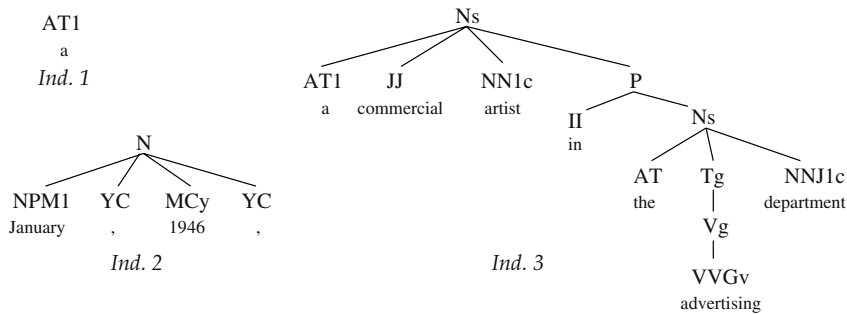 AT1
a
Ind. 1
Ns
AT1 JJ NN1c P
a commercial artist
II Ns
in
AT Tg NNJ1c
the department
Vg
VVGv
advertising
Ind. 3
N
NPM1 YC MCy YC
January , 1946 ,
Ind. 2